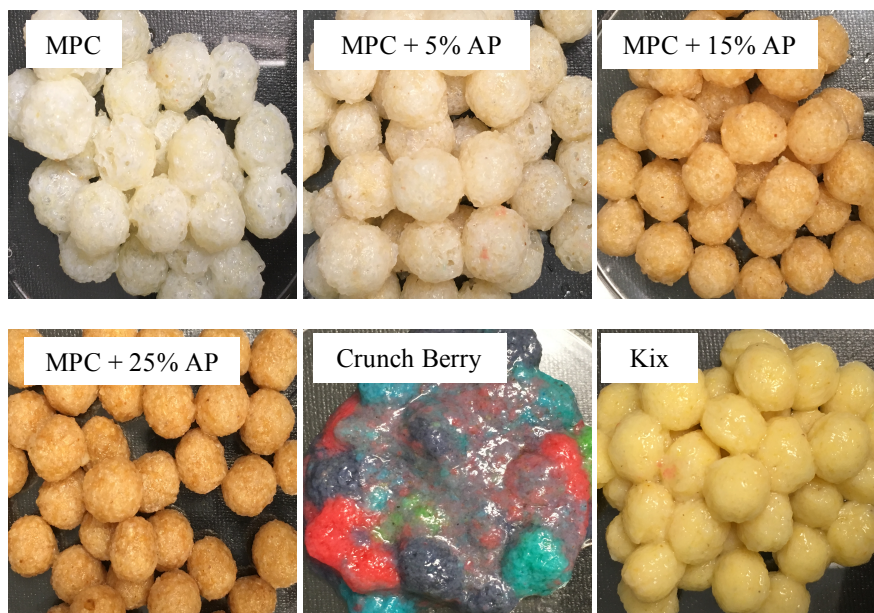 MPC
MPC + 5% AP
MPC + 15% AP
MPC + 25% AP
Crunch Berry
Kix